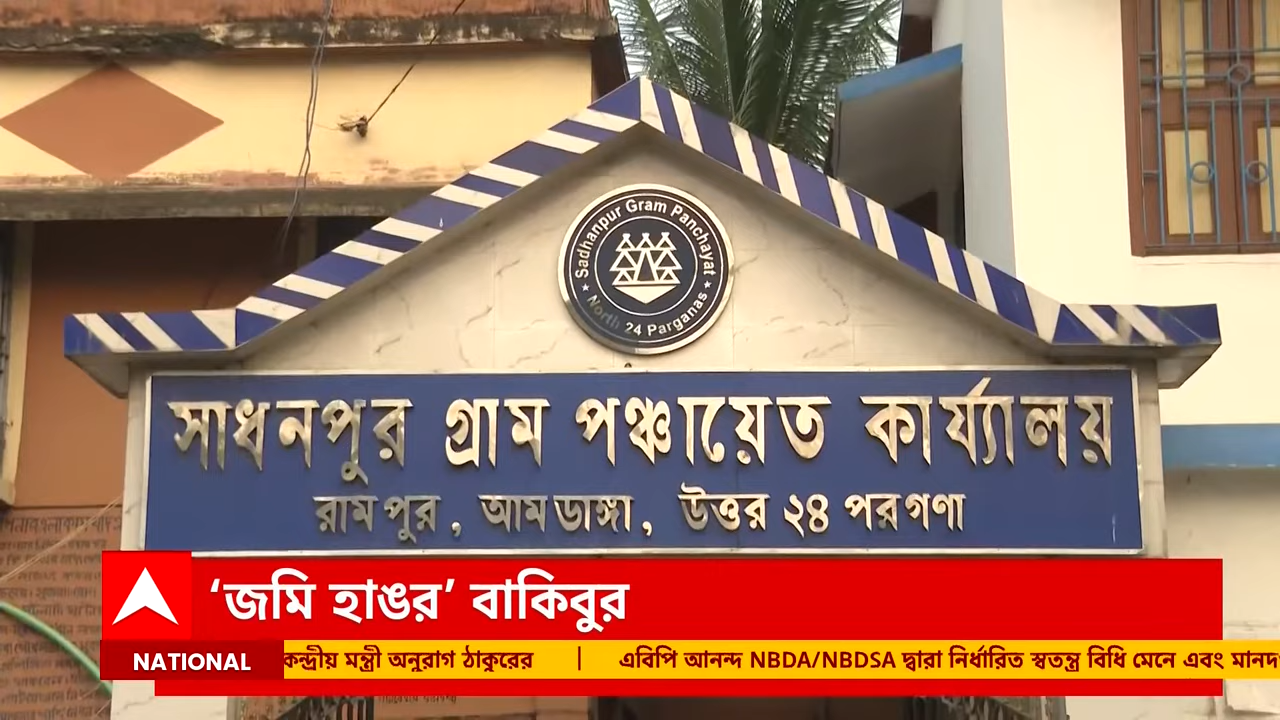 Sadhanpur Gram Panchayat
★ North 24 Parganas ★
সাধনপুর গ্রাম পঞ্চায়েত কার্য্যালয়
রামপুর, আমডাঙ্গা, উত্তর ২৪ পরগণা
‘জমি হাঙর’ বাকিবুর
NATIONAL
কেন্দ্রীয় মন্ত্রী অনুরাগ ঠাকুরের | এবিপি আনন্দ NBDA/NBDSA দ্বারা নির্ধারিত স্বতন্ত্র বিধি মেনে এবং